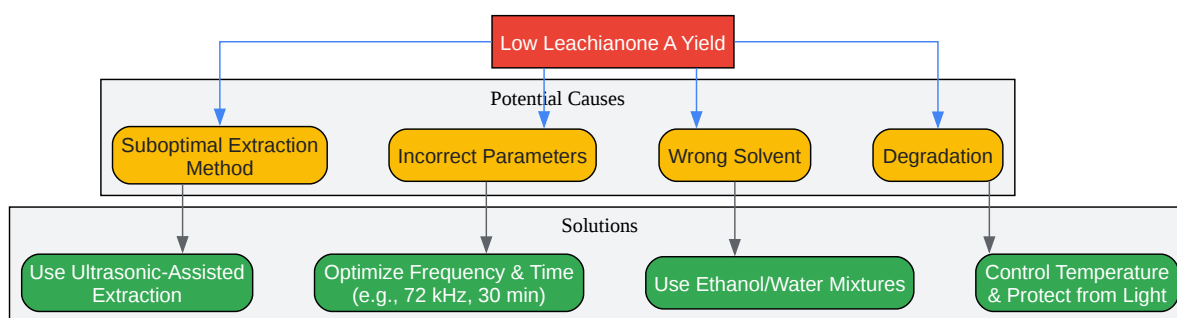 Low Leachianone A Yield
Potential Causes
Suboptimal Extraction
Method
Incorrect Parameters
Wrong Solvent
Degradation
Solutions
Use Ultrasonic-Assisted
Extraction
Optimize Frequency & Time
(e.g., 72 kHz, 30 min)
Use Ethanol/Water Mixtures
Control Temperature
& Protect from Light